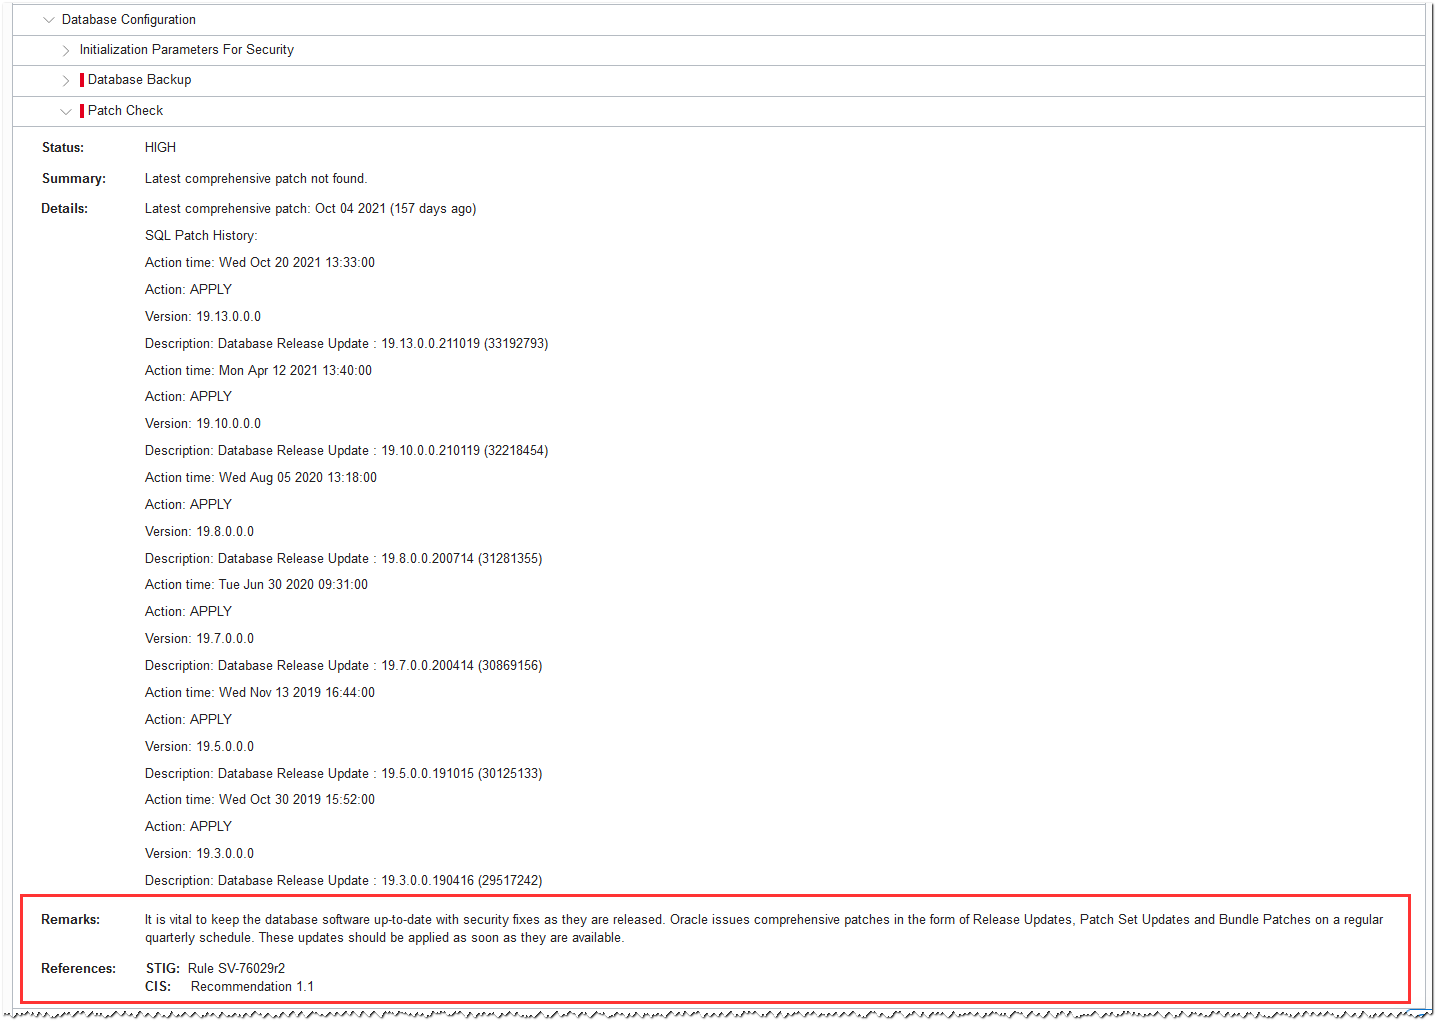 Database Configuration
Initialization Parameters For Security
Database Backup
Patch Check
Status: HIGH
Summary: Latest comprehensive patch not found.
Details: Latest comprehensive patch: Oct 04 2021 (157 days ago)
SQL Patch History:
Action time: Wed Oct 20 2021 13:33:00
Action: APPLY
Version: 19.13.0.0.0
Description: Database Release Update : 19.13.0.0.211019 (33192793)
Action time: Mon Apr 12 2021 13:40:00
Action: APPLY
Version: 19.10.0.0.0
Description: Database Release Update : 19.10.0.0.210119 (32218454)
Action time: Wed Aug 05 2020 13:18:00
Action: APPLY
Version: 19.8.0.0.0
Description: Database Release Update : 19.8.0.0.200714 (31281355)
Action time: Tue Jun 30 2020 09:31:00
Action: APPLY
Version: 19.7.0.0.0
Description: Database Release Update : 19.7.0.0.200414 (30869156)
Action time: Wed Nov 13 2019 16:44:00
Action: APPLY
Version: 19.5.0.0.0
Description: Database Release Update : 19.5.0.0.191015 (30125133)
Action time: Wed Oct 30 2019 15:52:00
Action: APPLY
Version: 19.3.0.0.0
Description: Database Release Update : 19.3.0.0.190416 (29517242)
Remarks: It is vital to keep the database software up-to-date with security fixes as they are released. Oracle issues comprehensive patches in the form of Release Updates, Patch Set Updates and Bundle Patches on a regular
quarterly schedule. These updates should be applied as soon as they are available.
References: STIG: Rule SV-76029r2
CIS: Recommendation 1.1